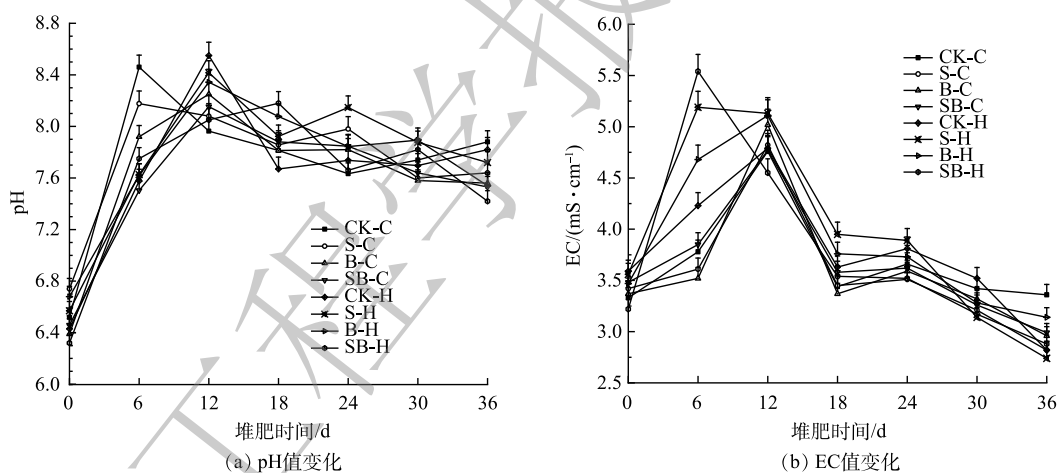 8.8
8.4
8.0
7.6
7.2
6.8
6.4
6.0
pH
CK-C
S-C
B-C
SB-C
CK-H
S-H
B-H
SB-H
0 6 12 18 24 30 36
堆肥时间/d
(a) pH值变化
6.0
5.5
5.0
4.5
4.0
3.5
3.0
2.5
EC/(mS·cm⁻¹)
CK-C
S-C
B-C
SB-C
CK-H
S-H
B-H
SB-H
0 6 12 18 24 30 36
堆肥时间/d
(b) EC值变化
工程学报